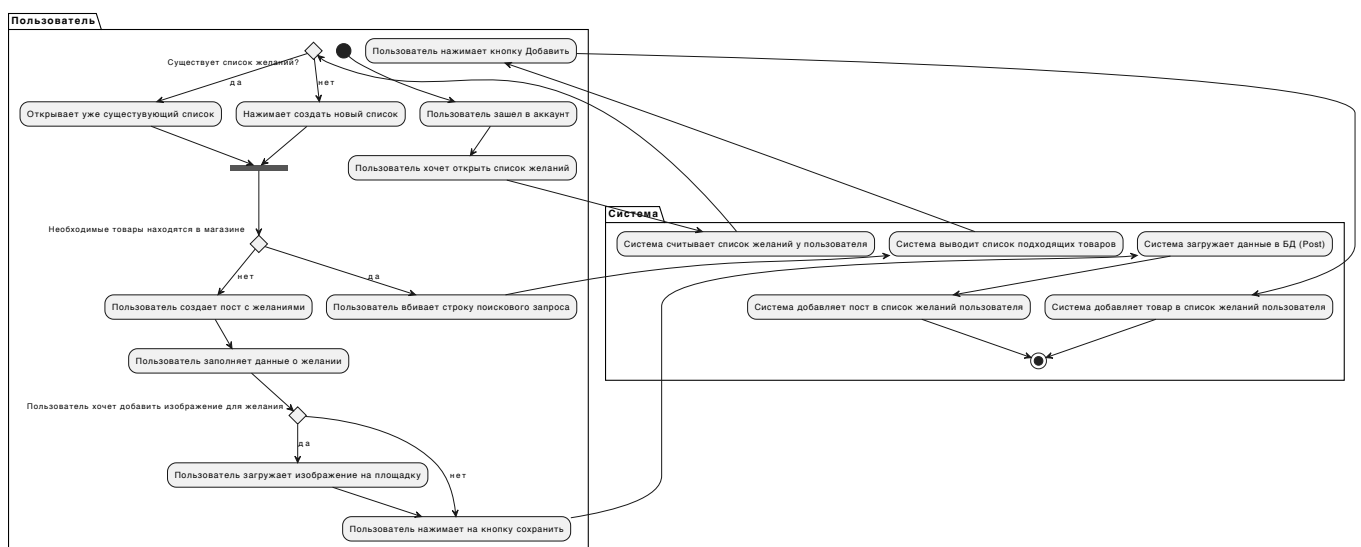 Пользователь
Пользователь нажимает кнопку Добавить
Существует список желаний?
да
нет
Открывает уже существующий список
Нажимает создать новый список
Пользователь зашел в аккаунт
Пользователь хочет открыть список желаний
Система
Необходимые товары находятся в магазине
Система считывает список желаний у пользователя
Система выводит список подходящих товаров
Система загружает данные в БД (Post)
нет
да
Пользователь создает пост с желаниями
Пользователь вбивает строку поискового запроса
Система добавляет пост в список желаний пользователя
Система добавляет товар в список желаний пользователя
Пользователь заполняет данные о желании
Пользователь хочет добавить изображение для желания
да
нет
Пользователь загружает изображение на площадку
Пользователь нажимает на кнопку сохранить